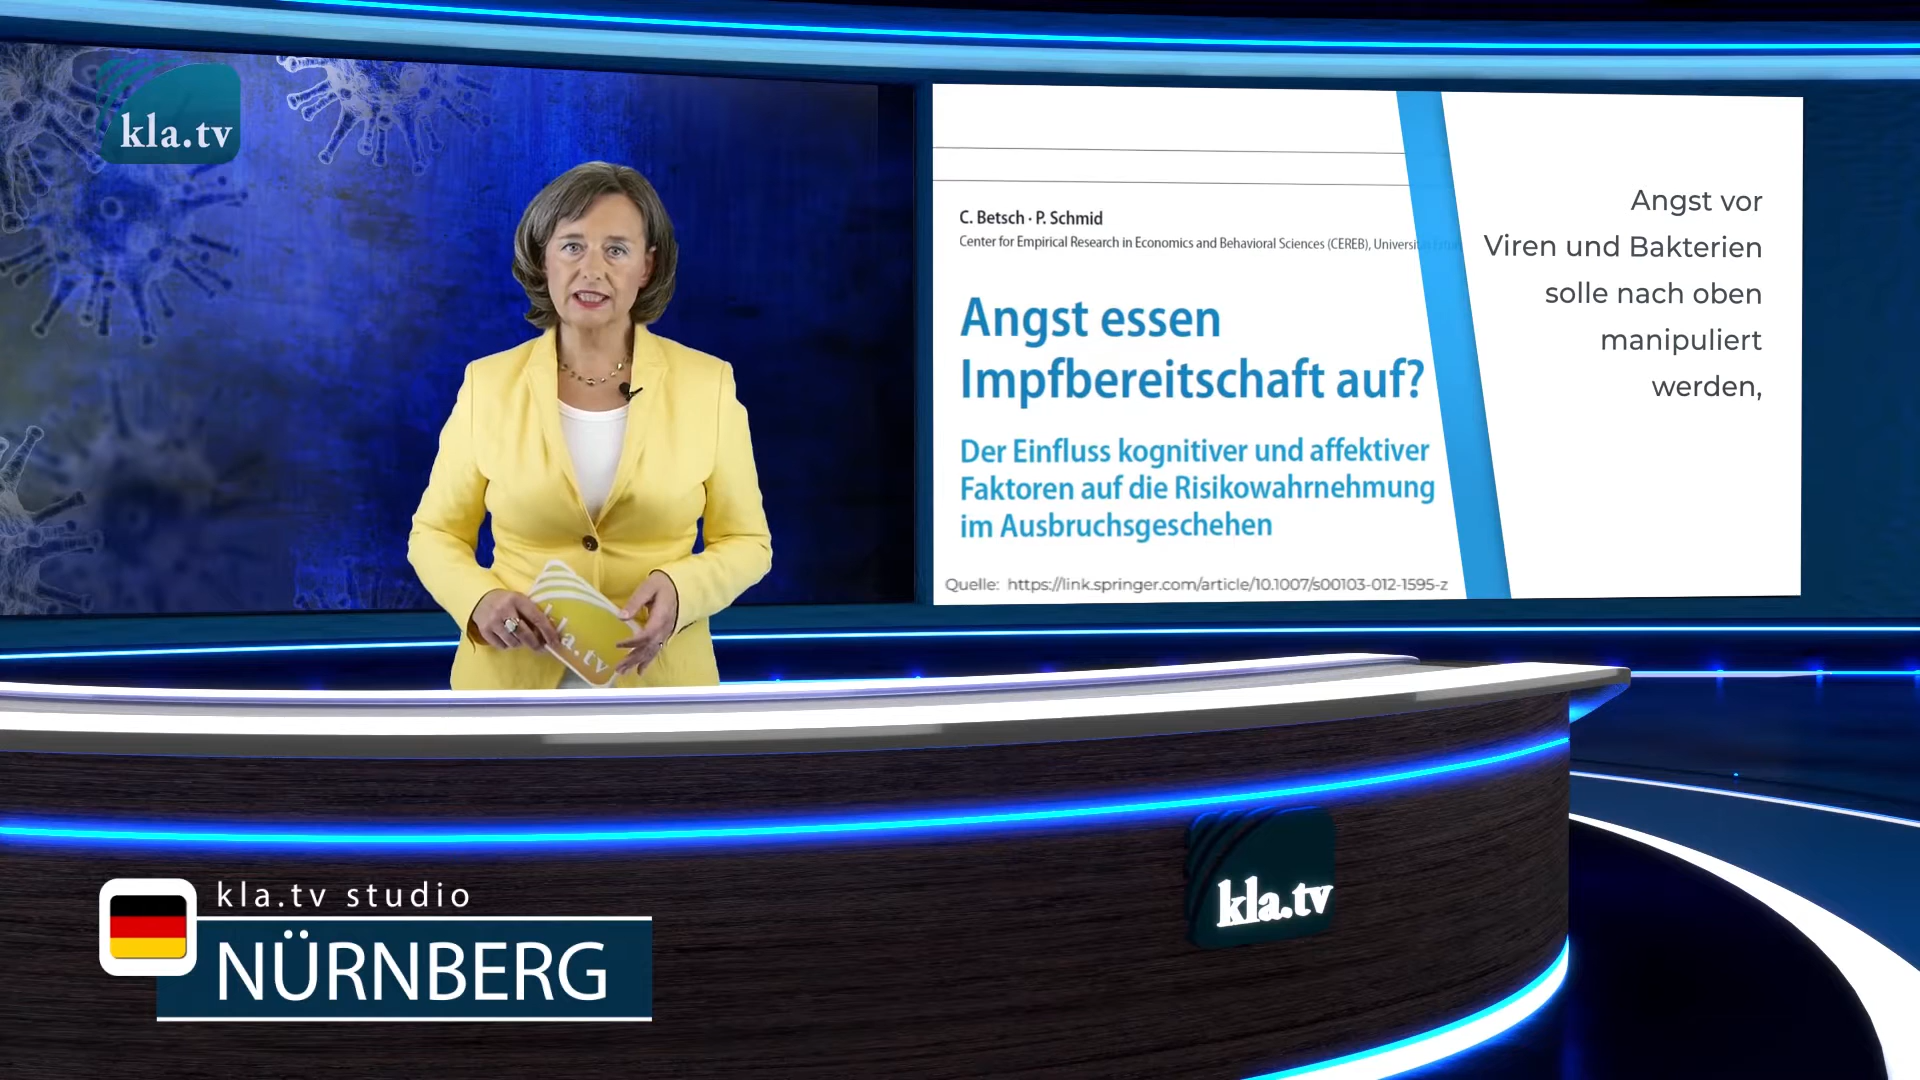 kla.tv
C. Betsch · P. Schmid
Center for Empirical Research in Economics and Behavioral Sciences (CEREB),
Angst essen
Impfbereitschaft auf?
Der Einfluss kognitiver und affektiver
Faktoren auf die Risikowahrnehmung
im Ausbruchsgeschehen
Quelle: https://link.springer.com/article/10.1007/s00103-012-1595-z
Angst vor
Viren und Bakterien
solle nach oben
manipuliert
werden,
kla.tv
kla.tv
kla.tv studio
NÜRNBERG